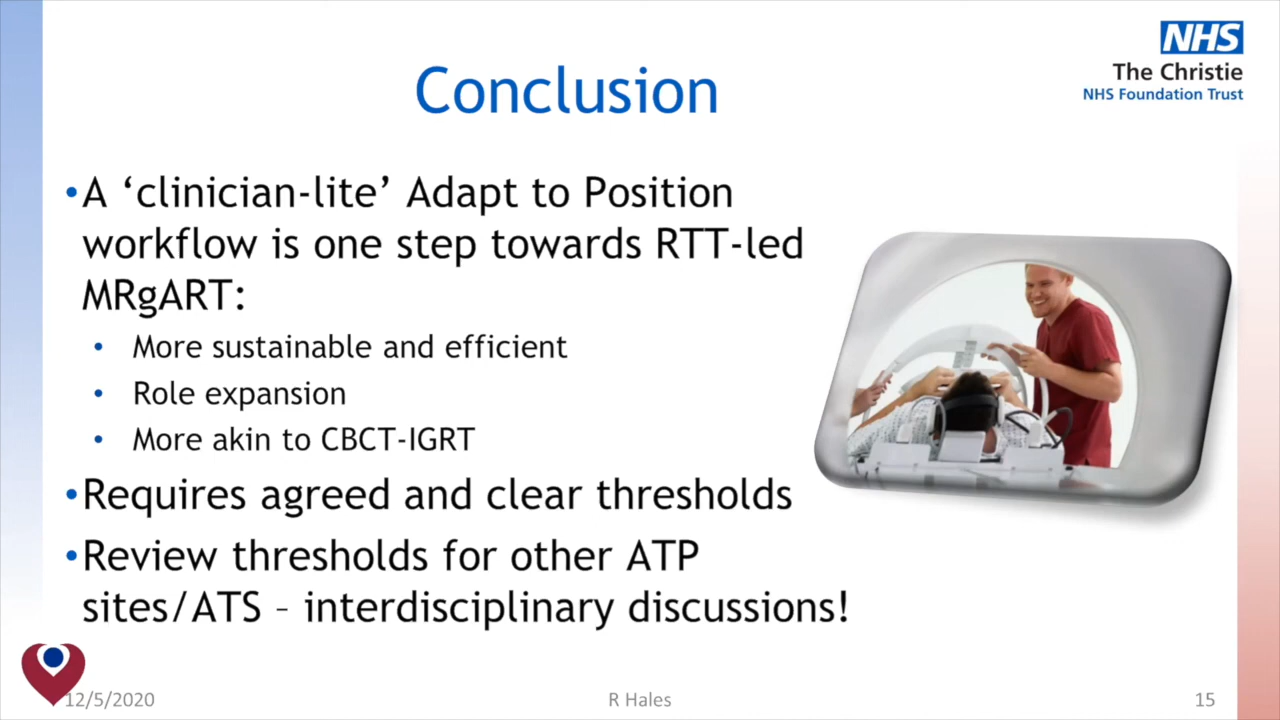 NHS
The Christie
NHS Foundation Trust
Conclusion
•A ‘clinician-lite’ Adapt to Position
workflow is one step towards RTT-led
MRgART:
• More sustainable and efficient
• Role expansion
• More akin to CBCT-IGRT
•Requires agreed and clear thresholds
•Review thresholds for other ATP
sites/ATS – interdisciplinary discussions!
12/5/2020
R Hales
15